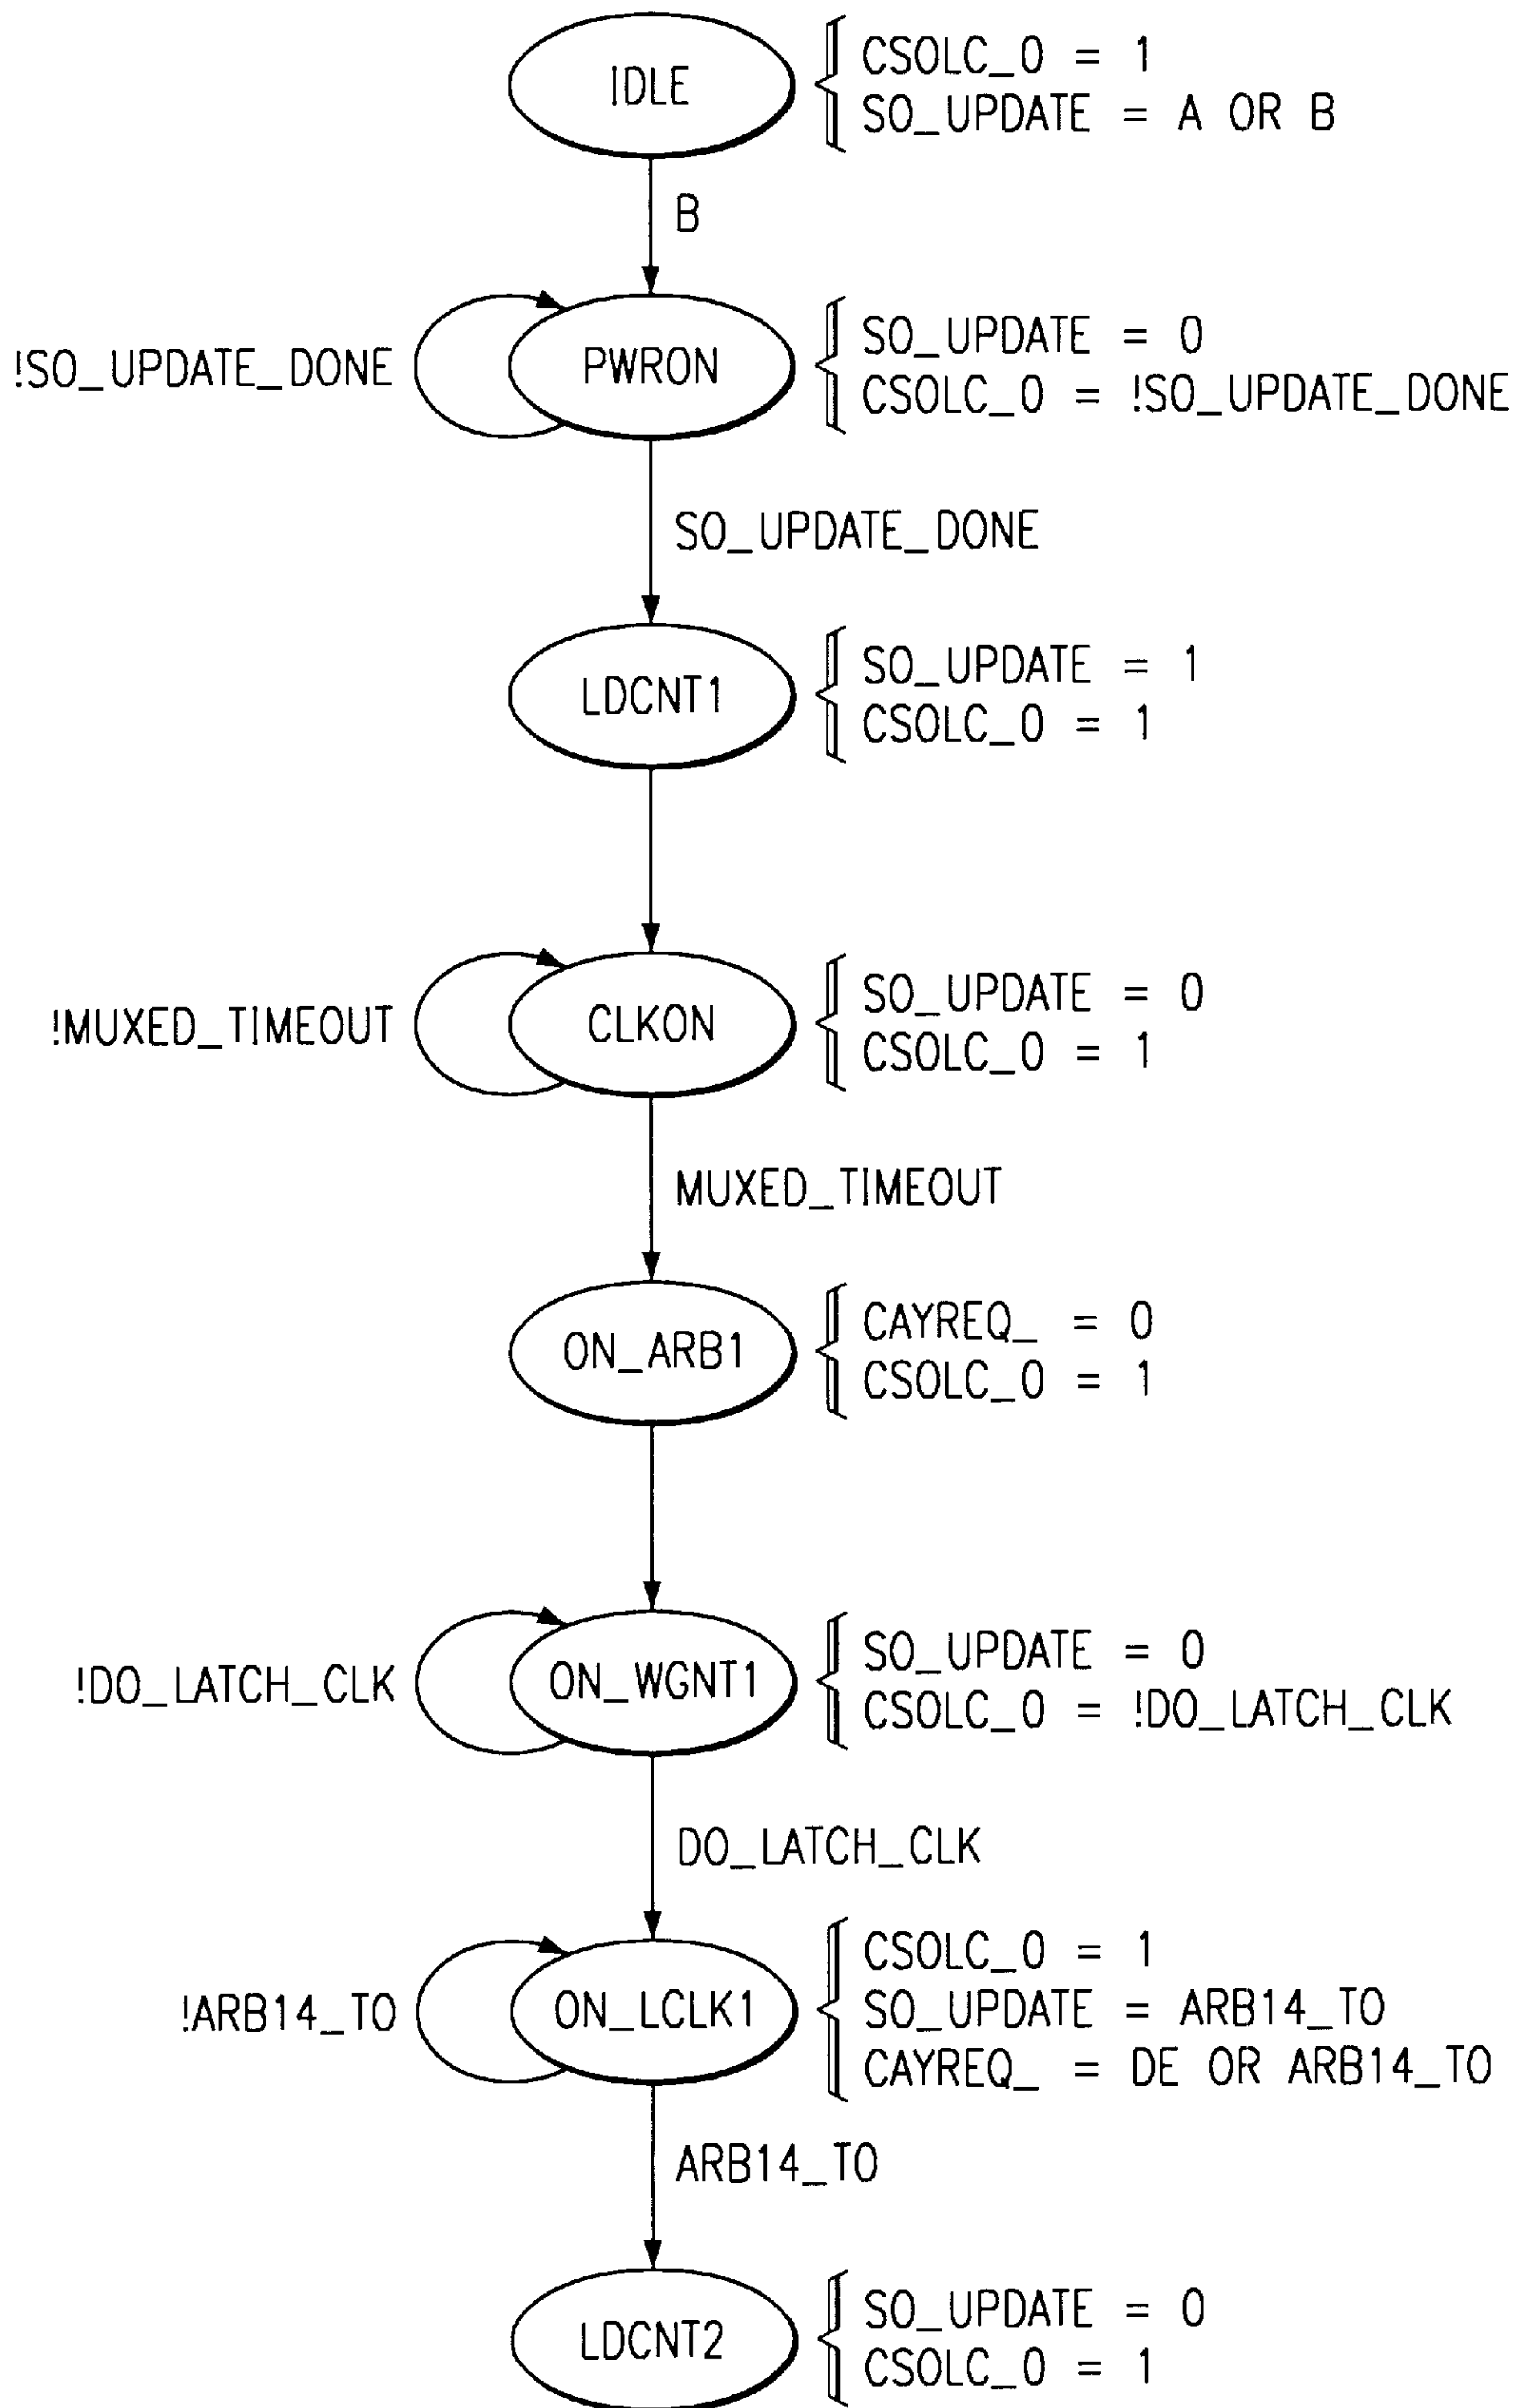 IDLE
CSOLC_0 = 1
SO_UPDATE = A OR B
B
!SO_UPDATE_DONE
PWRON
SO_UPDATE = 0
CSOLC_0 = !SO_UPDATE_DONE
SO_UPDATE_DONE
LDCNT1
SO_UPDATE = 1
CSOLC_0 = 1
!MUXED_TIMEOUT
CLKON
SO_UPDATE = 0
CSOLC_0 = 1
MUXED_TIMEOUT
ON_ARB1
CAYREQ_ = 0
CSOLC_0 = 1
!DO_LATCH_CLK
ON_WGNT1
SO_UPDATE = 0
CSOLC_0 = !DO_LATCH_CLK
DO_LATCH_CLK
!ARB14_TO
ON_LCLK1
CSOLC_0 = 1
SO_UPDATE = ARB14_TO
CAYREQ_ = DE OR ARB14_TO
ARB14_TO
LDCNT2
SO_UPDATE = 0
CSOLC_0 = 1